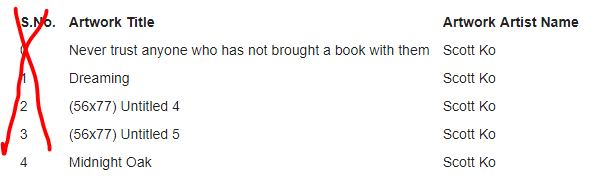 S.No. Artwork Title Artwork Artist Name
0 Never trust anyone who has not brought a book with them Scott Ko
1 Dreaming Scott Ko
2 (56x77) Untitled 4 Scott Ko
3 (56x77) Untitled 5 Scott Ko
4 Midnight Oak Scott Ko